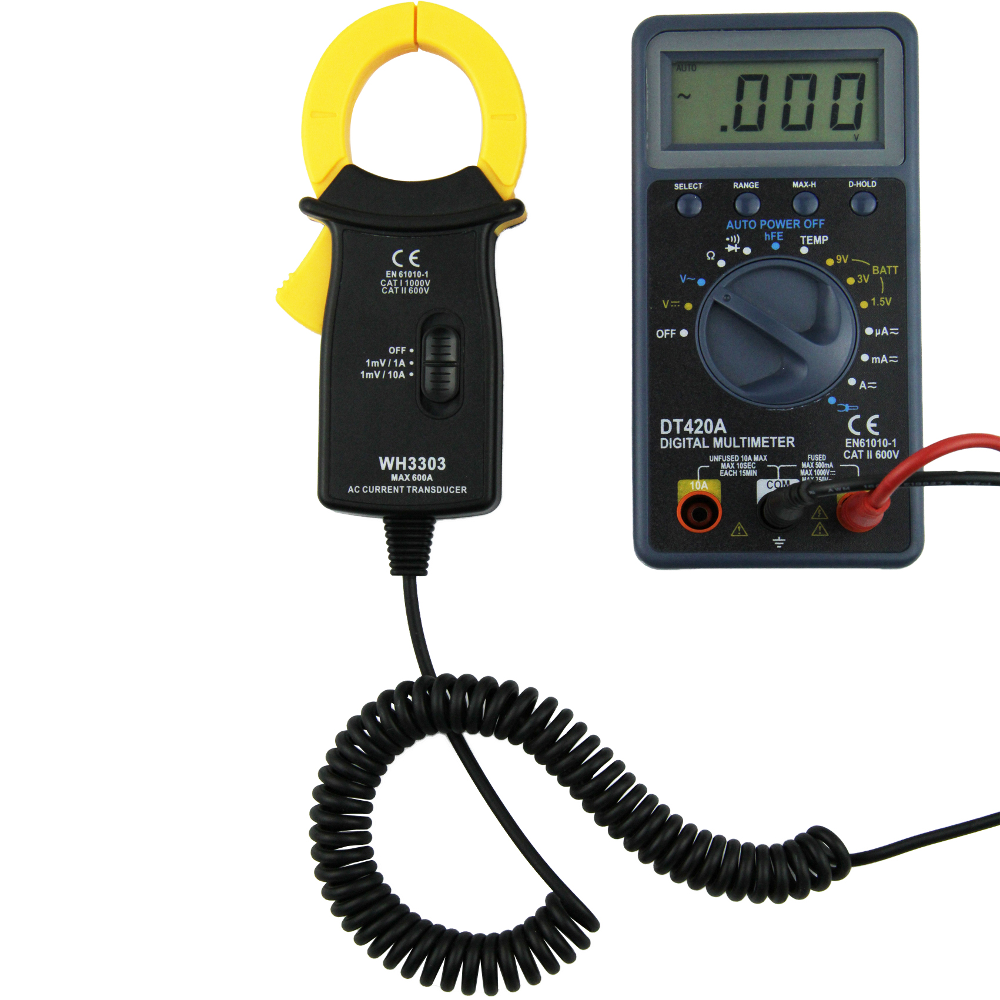 CE
EN 61010-1
CAT I 1000V
CAT II 600V
OFF
1mV / 1A
1mV / 10A
WH3303
MAX 600A
AC CURRENT TRANSDUCER
AUTO
~ .000
V
SELECT RANGE MAX-H D-HOLD
AUTO POWER OFF
hFE
TEMP
Ω
9V
BATT
V~
3V
V⎓
1.5V
OFF
µA≂
mA≂
A≂
DT420A
DIGITAL MULTIMETER
CE
EN61010-1
CAT II 600V
UNFUSED 10A MAX
MAX 10SEC
EACH 15MIN
FUSED
MAX 500mA
MAX 1000V⎓
MAX 750V~
10A
COM
AWM